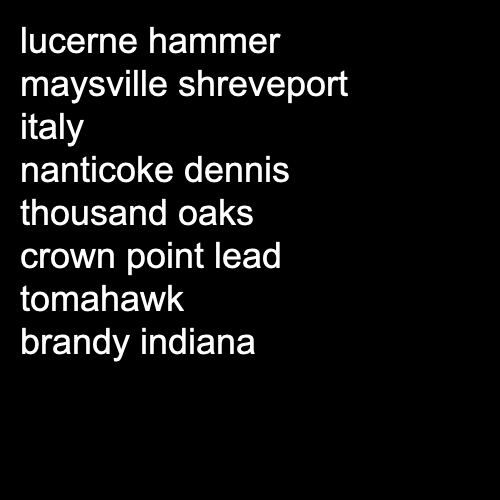 lucerne hammer
maysville shreveport
italy
nanticoke dennis
thousand oaks
crown point lead
tomahawk
brandy indiana